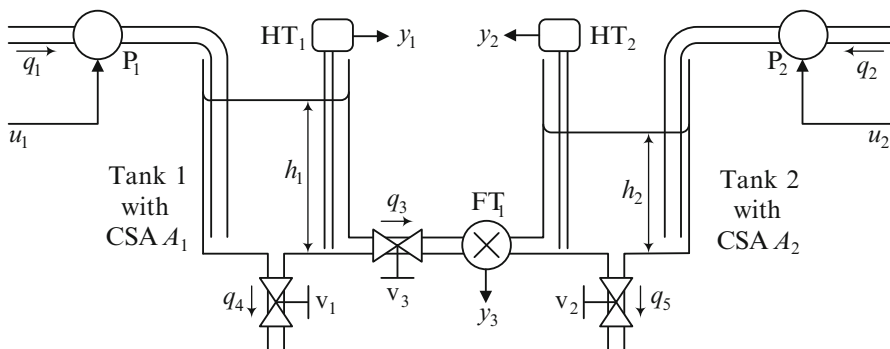 HT₁
y₁
y₂
HT₂
q₁
P₁
P₂
q₂
u₁
u₂
h₁
h₂
Tank 1
with
CSA A₁
q₃
FT₁
Tank 2
with
CSA A₂
q₄
v₁
v₃
y₃
v₂
q₅